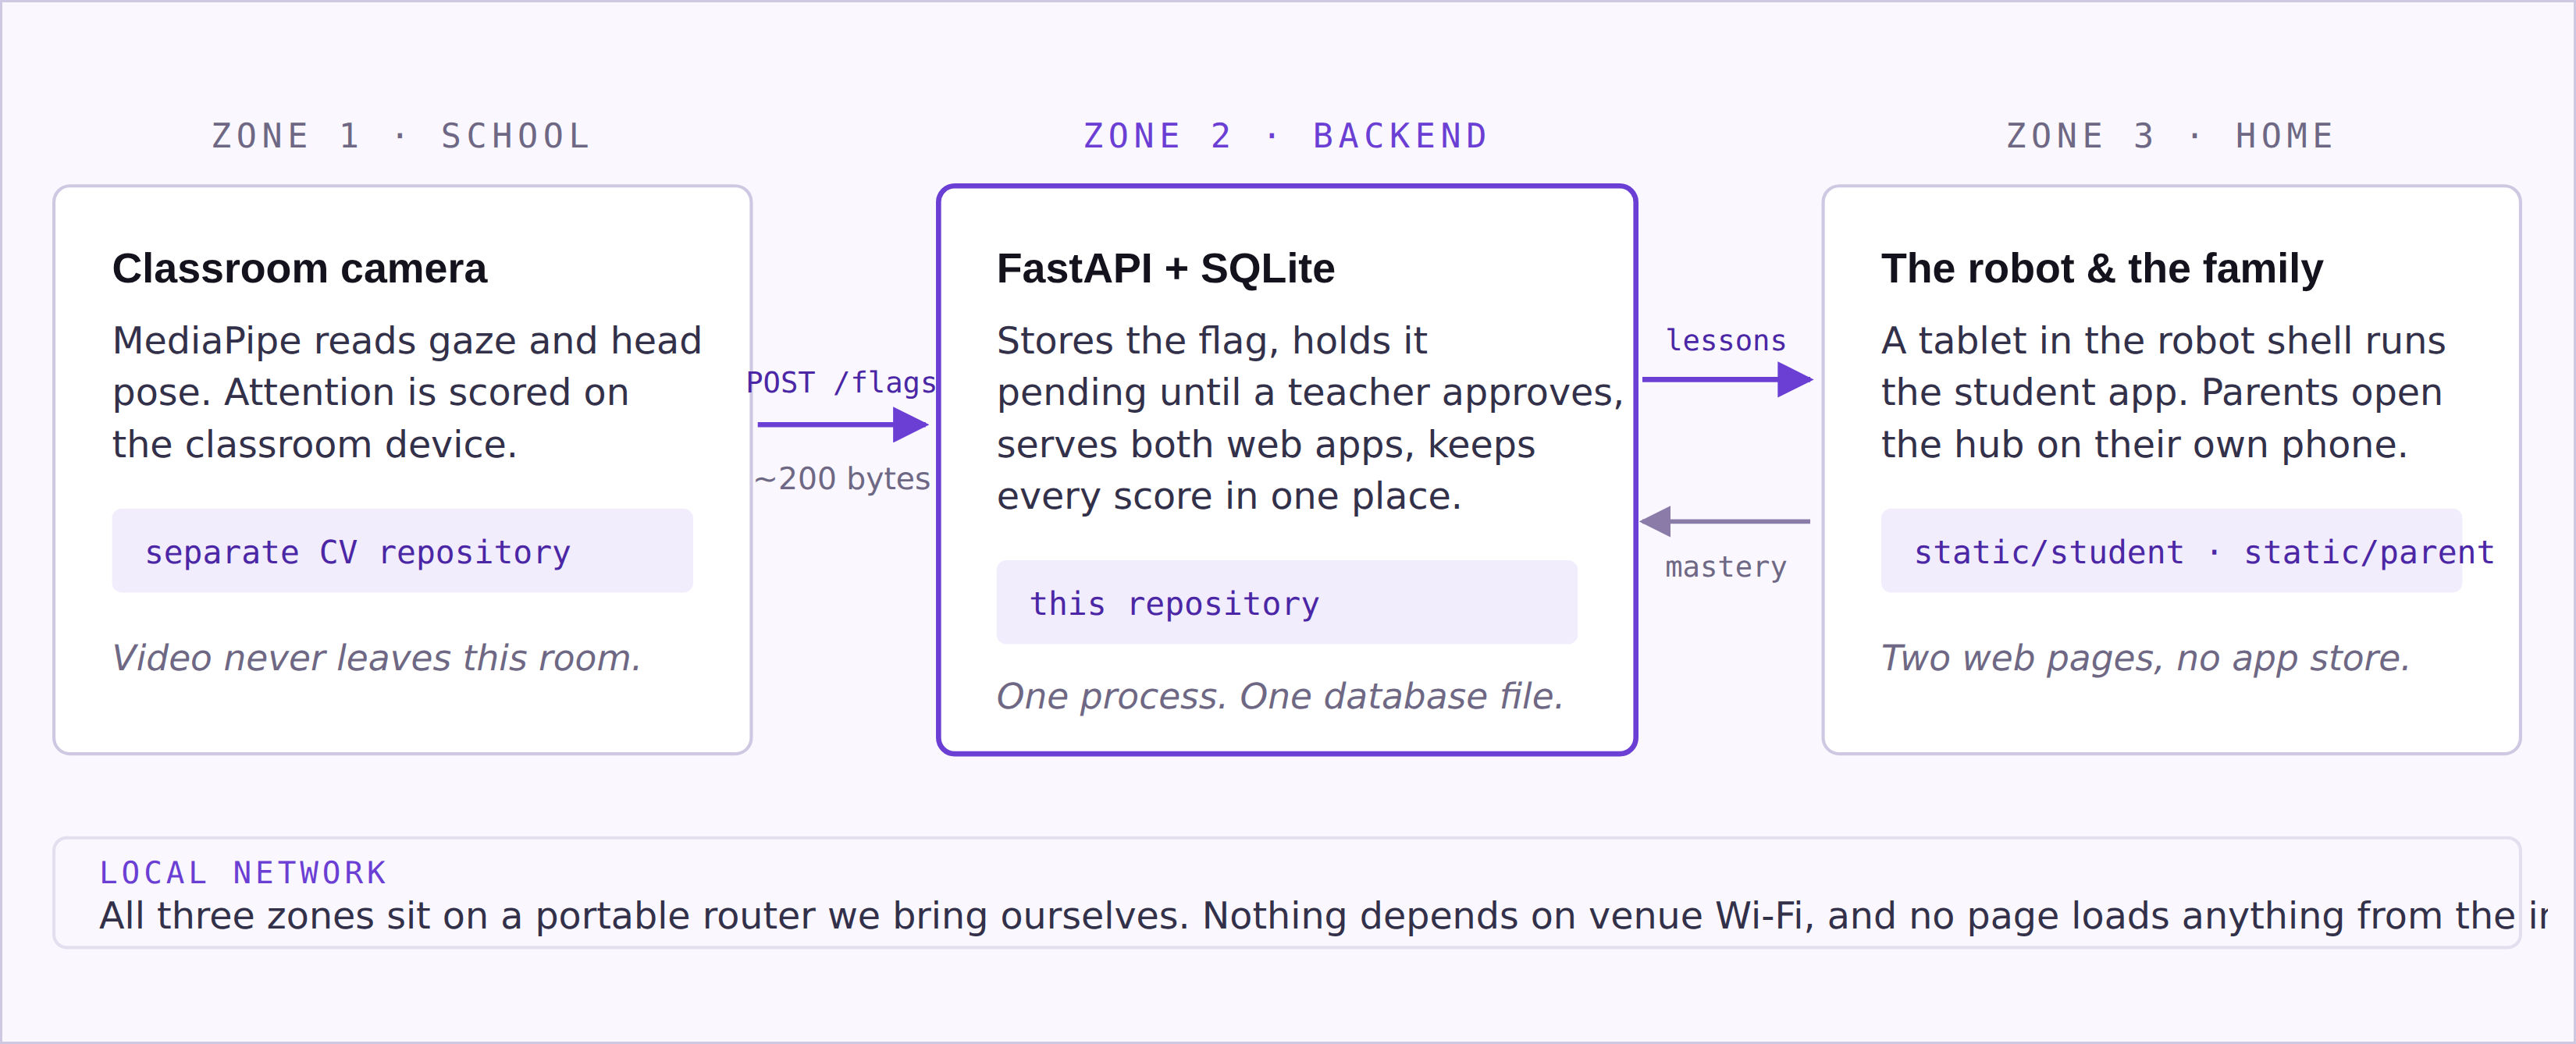 ZONE 1 · SCHOOL
Classroom camera
MediaPipe reads gaze and head
pose. Attention is scored on
the classroom device.
separate CV repository
Video never leaves this room.
POST /flags
~200 bytes
ZONE 2 · BACKEND
FastAPI + SQLite
Stores the flag, holds it
pending until a teacher approves,
serves both web apps, keeps
every score in one place.
this repository
One process. One database file.
lessons
mastery
ZONE 3 · HOME
The robot & the family
A tablet in the robot shell runs
the student app. Parents open
the hub on their own phone.
static/student · static/parent
Two web pages, no app store.
LOCAL NETWORK
All three zones sit on a portable router we bring ourselves. Nothing depends on venue Wi-Fi, and no page loads anything from the